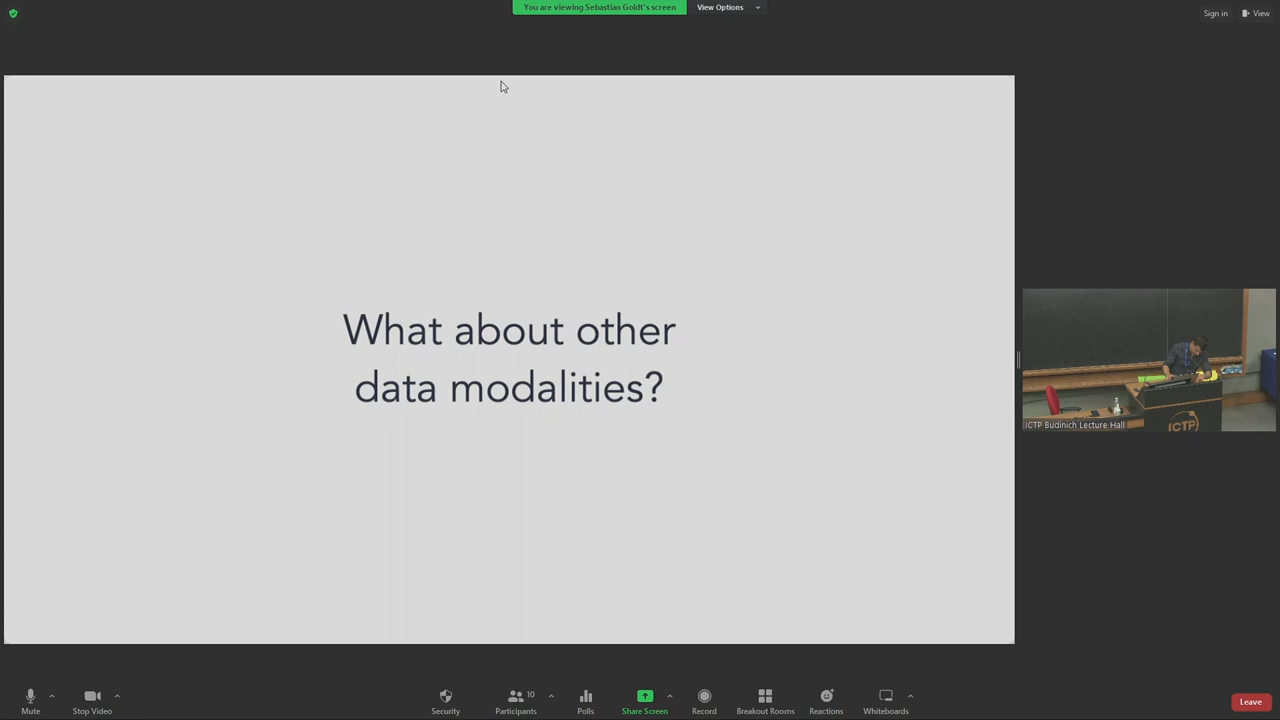 You are viewing Sebastian Goldt's screen
View Options
Sign in
View
What about other
data modalities?
ICTP
ICTP Budinich Lecture Hall
Mute
Stop Video
Security
10
Participants
Polls
Share Screen
Record
Breakout Rooms
Reactions
Whiteboards
Leave